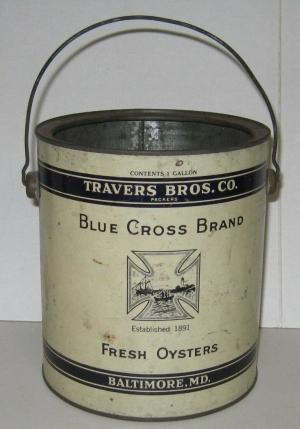 CONTENTS 1 GALLON
TRAVERS BROS. CO.
PACKERS
BLUE CROSS BRAND
Established 1891
FRESH OYSTERS
BALTIMORE, MD.